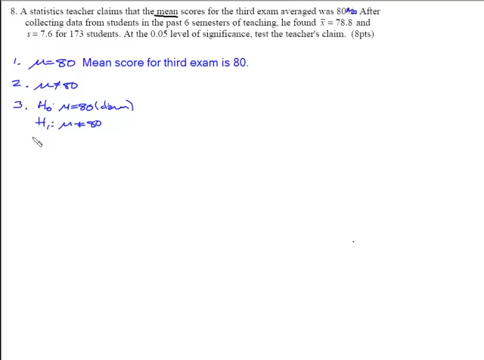 8. A statistics teacher claims that the mean scores for the third exam averaged was 80 After
collecting data from students in the past 6 semesters of teaching, he found x̄ = 78.8 and
s = 7.6 for 173 students. At the 0.05 level of significance, test the teacher's claim. (8pts)
1. μ=80 Mean score for third exam is 80.
2. μ≠80
3. H₀: μ=80 (claim)
H₁: μ≠80